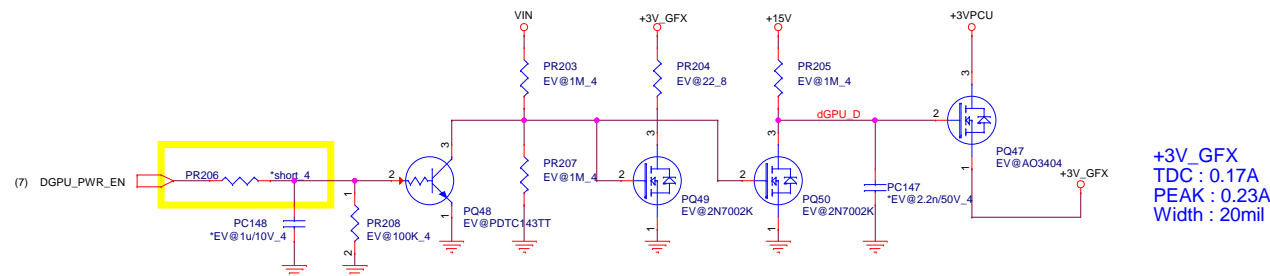 VIN
+3V_GFX
+15V
+3VPCU
PR203
EV@1M_4
PR204
EV@22_8
PR205
EV@1M_4
3
dGPU_D
2
PQ47
EV@AO3404
1
+3V_GFX
+3V_GFX
TDC : 0.17A
PEAK : 0.23A
Width : 20mil
(7) DGPU_PWR_EN
PR206
*short_4
PC148
*EV@1u/10V_4
1
PR208
EV@100K_4
2
2
3
PQ48
EV@PDTC143TT
1
PR207
EV@1M_4
2
3
PQ49
EV@2N7002K
1
2
3
PQ50
EV@2N7002K
1
PC147
*EV@2.2n/50V_4